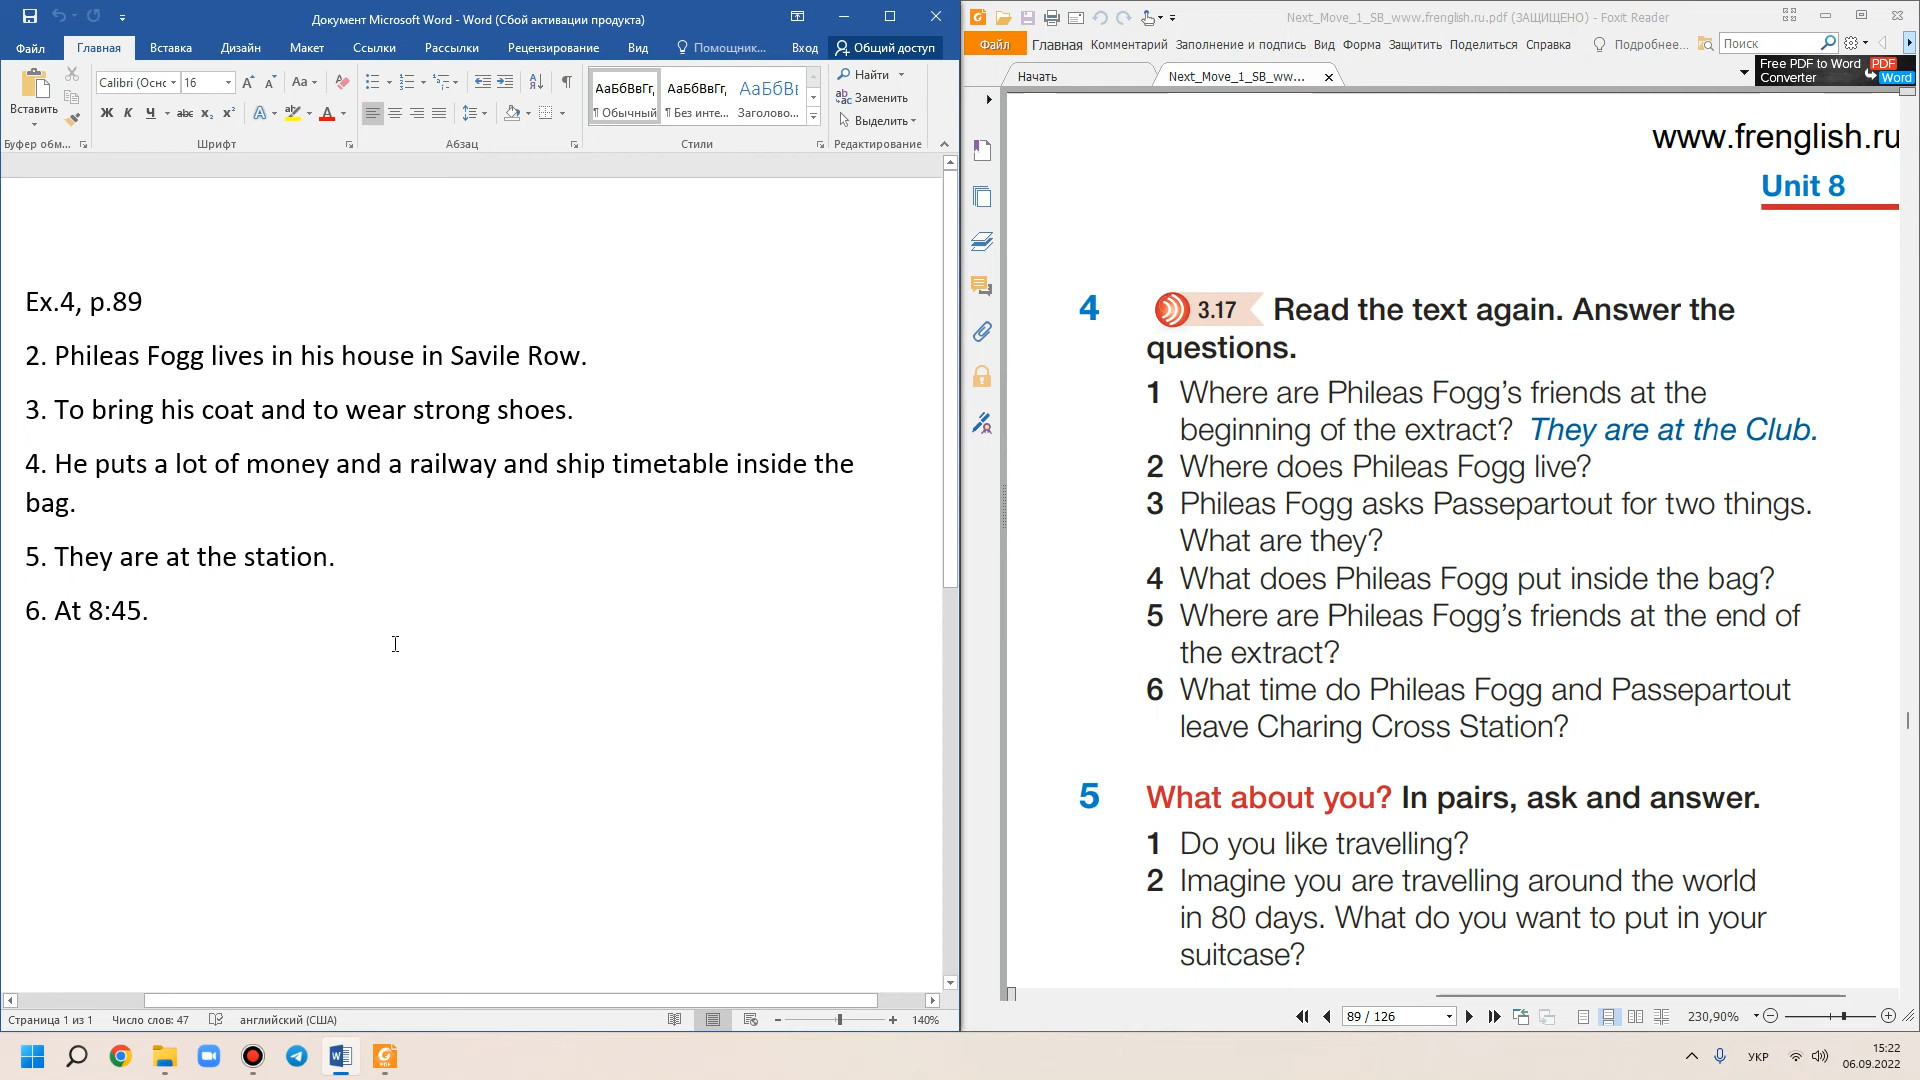 Документ Microsoft Word - Word (Сбой активации продукта)
Файл Главная Вставка Дизайн Макет Ссылки Рассылки Рецензирование Вид Помощник... Вход Общий доступ
Вставить
Calibri (Оснс 16
Aa
Ж К Ч abc x₂ x² А А
АаБбВвГг, АаБбВвГг, АаБбВв
¶ Обычный ¶ Без инте... Заголово...
Найти
Заменить
Выделить
Буфер обм... Шрифт Абзац Стили Редактирование
Ex.4, p.89
2. Phileas Fogg lives in his house in Savile Row.
3. To bring his coat and to wear strong shoes.
4. He puts a lot of money and a railway and ship timetable inside the
bag.
5. They are at the station.
6. At 8:45.
Страница 1 из 1 Число слов: 47 английский (США) 140%
Next_Move_1_SB_www.frenglish.ru.pdf (ЗАЩИЩЕНО) - Foxit Reader
Файл Главная Комментарий Заполнение и подпись Вид Форма Защитить Поделиться Справка Подробнее... Поиск
Начать Next_Move_1_SB_ww...
Free PDF to Word PDF
Converter Word
www.frenglish.ru
Unit 8
4 3.17 Read the text again. Answer the
questions.
1 Where are Phileas Fogg's friends at the
beginning of the extract? They are at the Club.
2 Where does Phileas Fogg live?
3 Phileas Fogg asks Passepartout for two things.
What are they?
4 What does Phileas Fogg put inside the bag?
5 Where are Phileas Fogg's friends at the end of
the extract?
6 What time do Phileas Fogg and Passepartout
leave Charing Cross Station?
5 What about you? In pairs, ask and answer.
1 Do you like travelling?
2 Imagine you are travelling around the world
in 80 days. What do you want to put in your
suitcase?
89 / 126 230,90%
УКР
15:22
06.09.2022